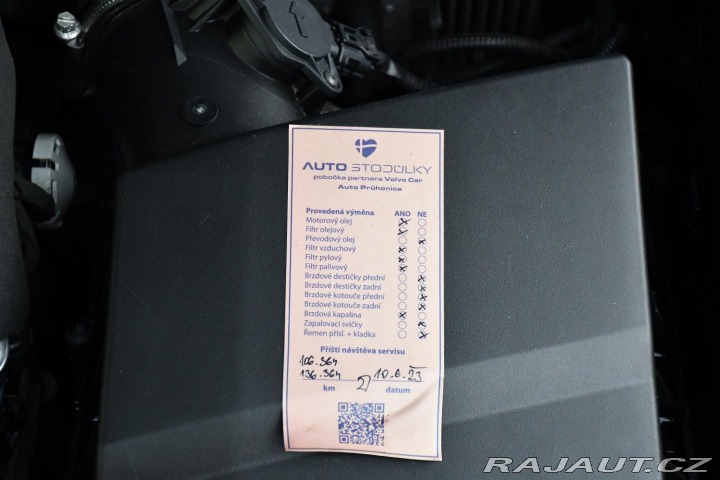 AUTO STODŮLKY
pobočka partnera Volvo Car
Auto Průhonice
Provedená výměna ANO NE
Motorový olej
Filtr olejový
Převodový olej
Filtr vzduchový
Filtr pylový
Filtr palivový
Brzdové destičky přední
Brzdové destičky zadní
Brzdové kotouče přední
Brzdové kotouče zadní
Brzdová kapalina
Zapalovací svíčky
Řemen přísl. + kladka
Příští návštěva servisu
106.364
136.364 10.6.23
km datum
RAJAUT.CZ